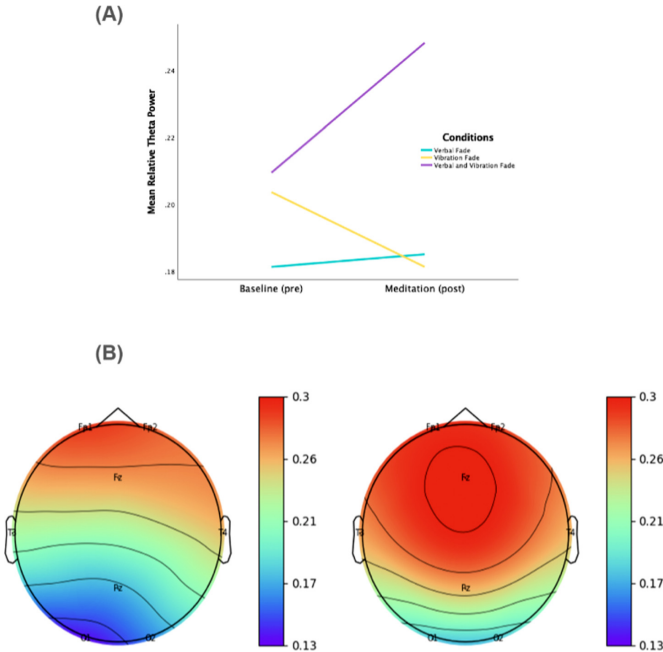 (A)
Mean Relative Theta Power
.24
.22
.20
.18
Conditions
Verbal Fade
Vibration Fade
Verbal and Vibration Fade
Baseline (pre)
Meditation (post)
(B)
Fp1 Fp2
Fz
T3 T4
Pz
O1 O2
0.3
0.26
0.21
0.17
0.13
Fp1 Fp2
Fz
T3 T4
Pz
O1 O2
0.3
0.26
0.21
0.17
0.13